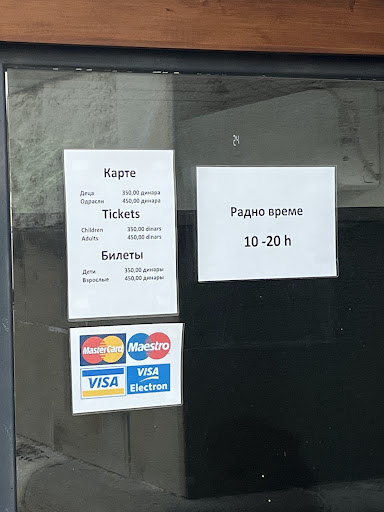 Карте
Деца 350,00 динара
Одрасли 450,00 динара
Tickets
Children 350,00 dinars
Adults 450,00 dinars
Билеты
Дети 350,00 динары
Взрослые 450,00 динары
Радно време
10 -20 h
MasterCard Maestro
VISA VISA
Electron